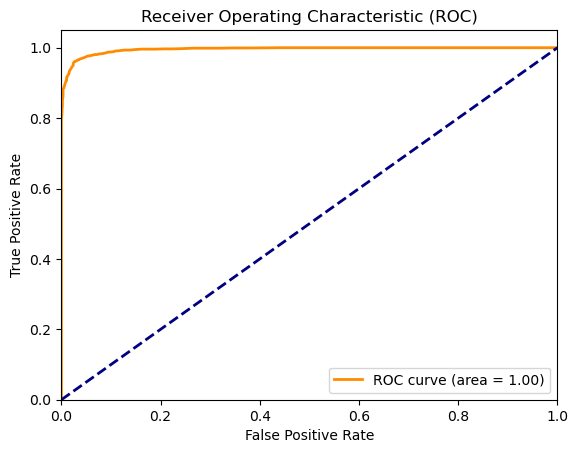 Receiver Operating Characteristic (ROC)
True Positive Rate
1.0
0.8
0.6
0.4
0.2
0.0
0.0 0.2 0.4 0.6 0.8 1.0
False Positive Rate
ROC curve (area = 1.00)